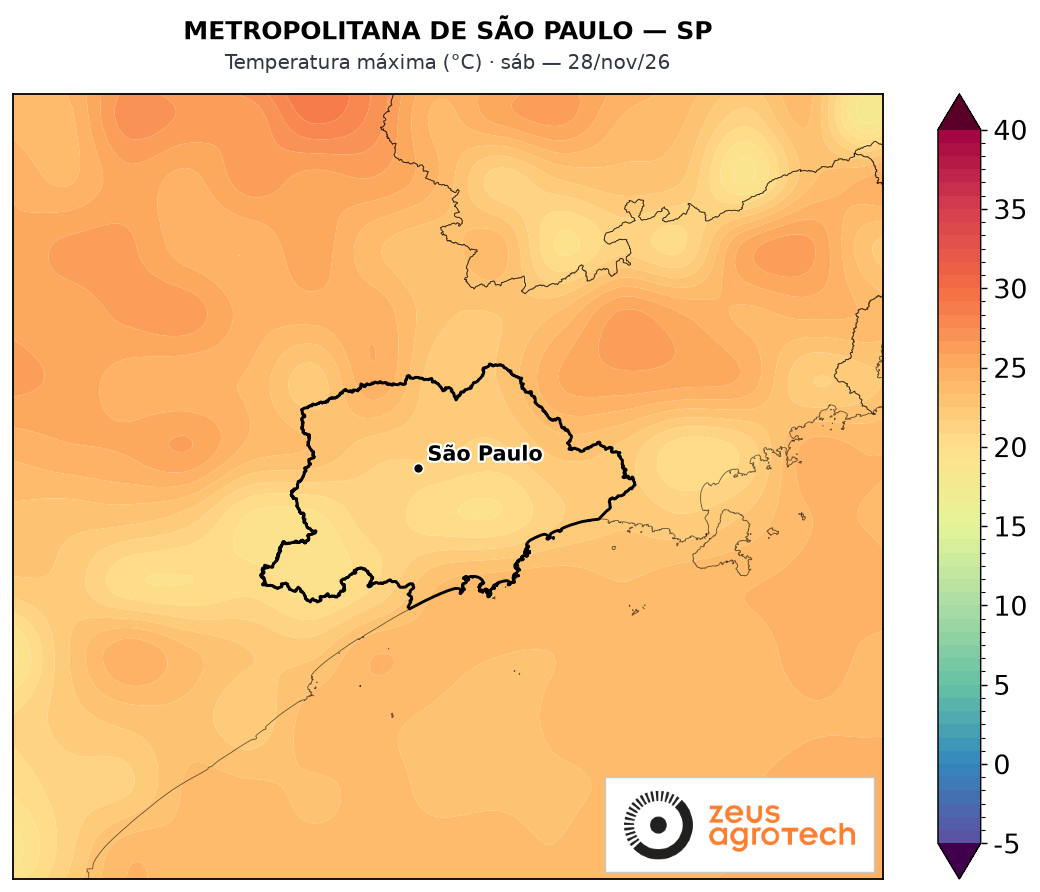 METROPOLITANA DE SÃO PAULO — SP
Temperatura máxima (°C) · sáb — 28/nov/26
São Paulo
40
35
30
25
20
15
10
5
0
-5
zeus
agrotech